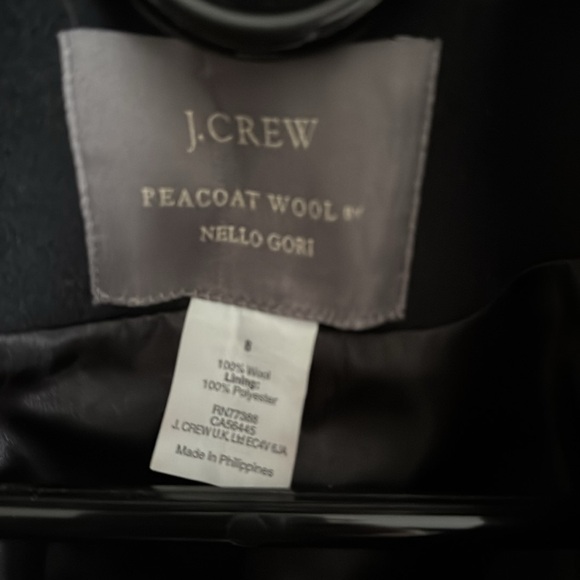 J.CREW
PEACOAT WOOL BY
NELLO GORI
8
100% Wool
Lining:
100% Polyester
RN77388
CA56445
J. CREW U.K. Ltd EC4V 6JA
Made in Philippines